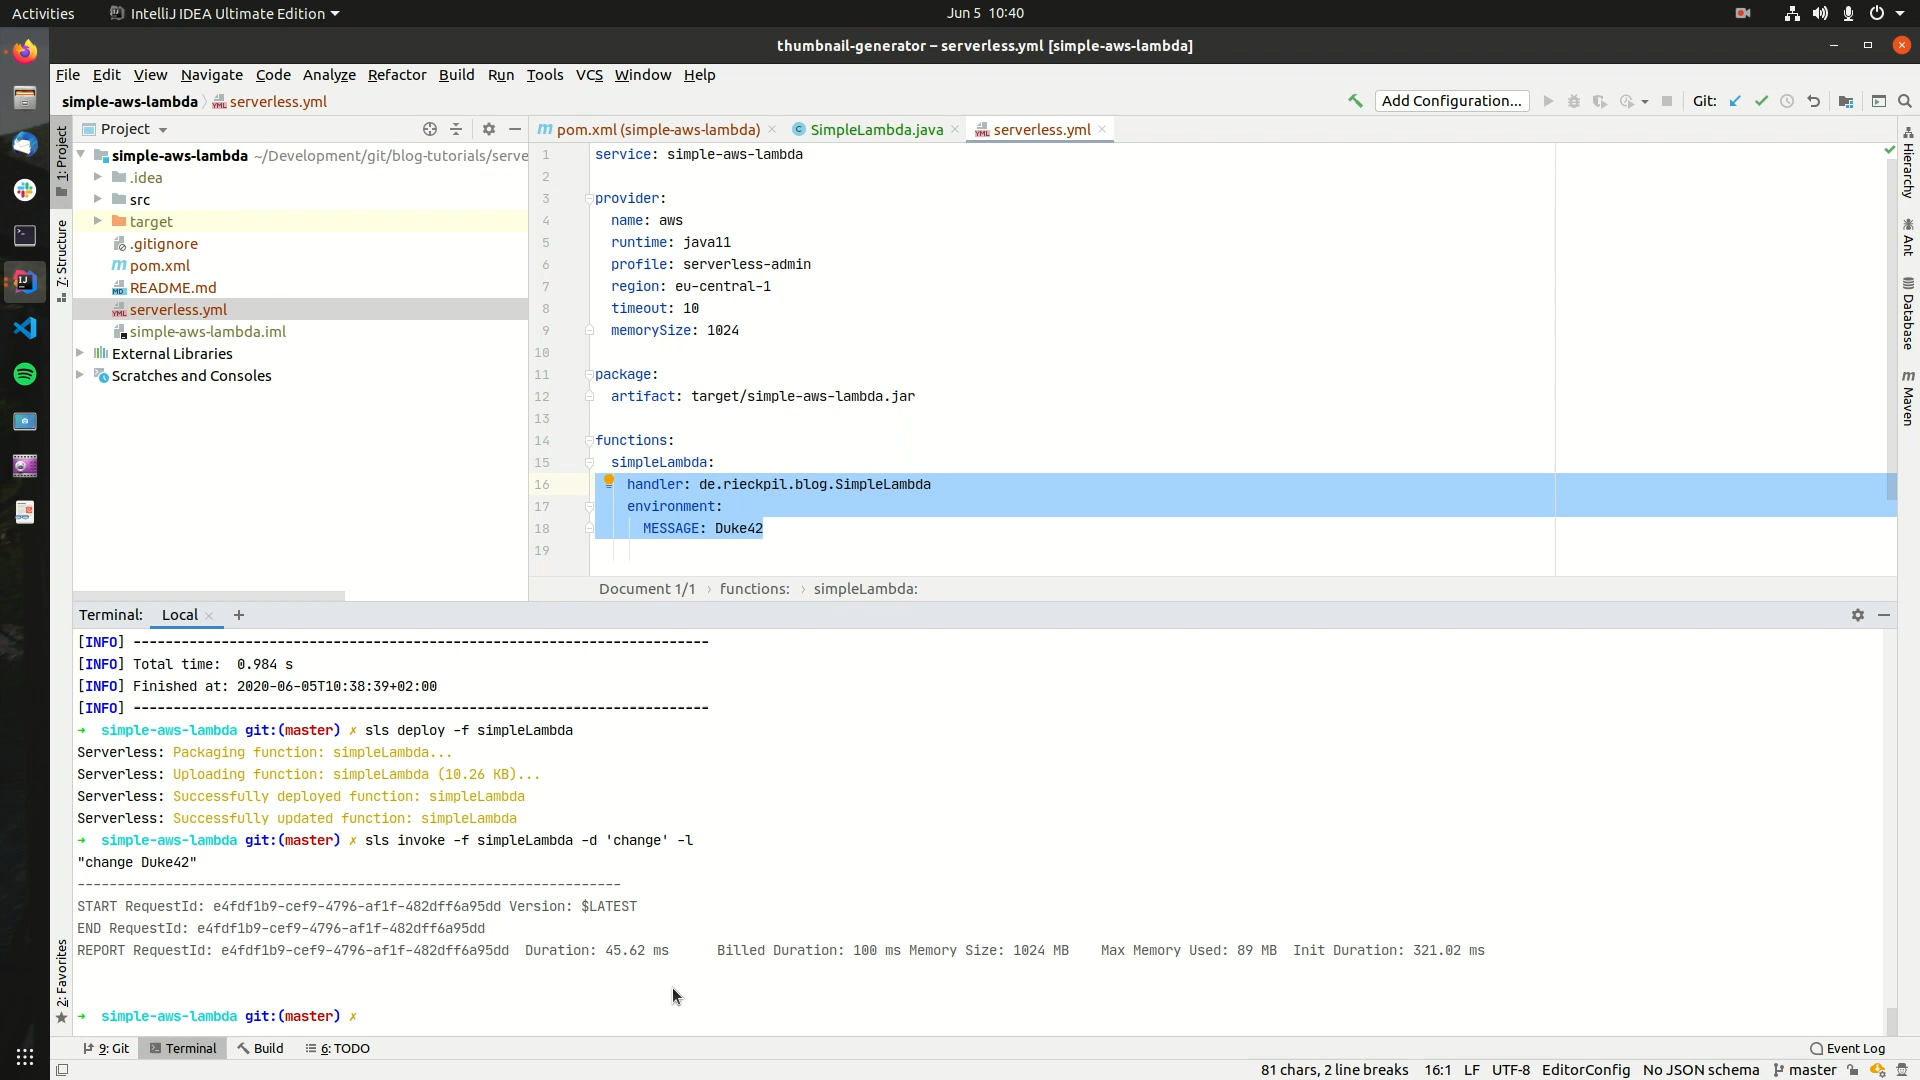 Activities
IntelliJ IDEA Ultimate Edition
Jun 5 10:40
thumbnail-generator – serverless.yml [simple-aws-lambda]
File Edit View Navigate Code Analyze Refactor Build Run Tools VCS Window Help
simple-aws-lambda serverless.yml
Add Configuration...
Git:
1: Project
7: Structure
2: Favorites
Project
simple-aws-lambda ~/Development/git/blog-tutorials/serve
.idea
src
target
.gitignore
pom.xml
README.md
serverless.yml
simple-aws-lambda.iml
External Libraries
Scratches and Consoles
pom.xml (simple-aws-lambda)
SimpleLambda.java
serverless.yml
1 service: simple-aws-lambda
2
3 provider:
4 name: aws
5 runtime: java11
6 profile: serverless-admin
7 region: eu-central-1
8 timeout: 10
9 memorySize: 1024
10
11 package:
12 artifact: target/simple-aws-lambda.jar
13
14 functions:
15 simpleLambda:
16 handler: de.rieckpil.blog.SimpleLambda
17 environment:
18 MESSAGE: Duke42
19
Document 1/1 › functions: › simpleLambda:
Hierarchy
Ant
Database
Maven
Terminal: Local +
[INFO] ------------------------------------------------------------------------
[INFO] Total time:  0.984 s
[INFO] Finished at: 2020-06-05T10:38:39+02:00
[INFO] ------------------------------------------------------------------------
➜  simple-aws-lambda git:(master) ✗ sls deploy -f simpleLambda
Serverless: Packaging function: simpleLambda...
Serverless: Uploading function: simpleLambda (10.26 KB)...
Serverless: Successfully deployed function: simpleLambda
Serverless: Successfully updated function: simpleLambda
➜  simple-aws-lambda git:(master) ✗ sls invoke -f simpleLambda -d 'change' -l
"change Duke42"
--------------------------------------------------------------------
START RequestId: e4fdf1b9-cef9-4796-af1f-482dff6a95dd Version: $LATEST
END RequestId: e4fdf1b9-cef9-4796-af1f-482dff6a95dd
REPORT RequestId: e4fdf1b9-cef9-4796-af1f-482dff6a95dd  Duration: 45.62 ms      Billed Duration: 100 ms Memory Size: 1024 MB    Max Memory Used: 89 MB  Init Duration: 321.02 ms
➜  simple-aws-lambda git:(master) ✗
9: Git Terminal Build 6: TODO
Event Log
81 chars, 2 line breaks 16:1 LF UTF-8 EditorConfig No JSON schema master